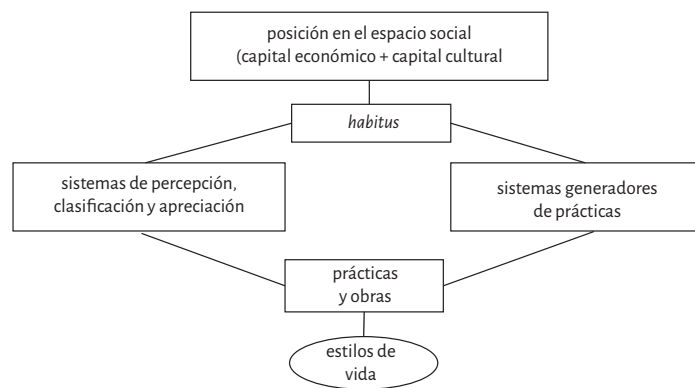 posición en el espacio social
(capital económico + capital cultural
habitus
sistemas de percepción,
clasificación y apreciación
sistemas generadores
de prácticas
prácticas
y obras
estilos de
vida